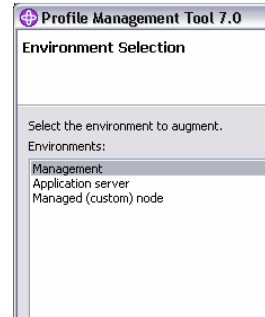 Profile Management Tool 7.0
Environment Selection
Select the environment to augment.
Environments:
Management
Application server
Managed (custom) node